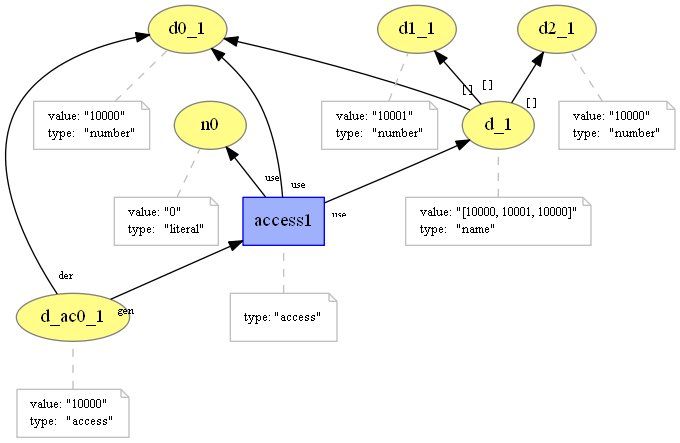 d0_1
d1_1
d2_1
[ ]
[ ]
[ ]
value: "10000"
type: "number"
n0
value: "10001"
type: "number"
d_1
value: "10000"
type: "number"
use
use
use
value: "0"
type: "literal"
access1
value: "[10000, 10001, 10000]"
type: "name"
der
gen
d_ac0_1
type: "access"
value: "10000"
type: "access"